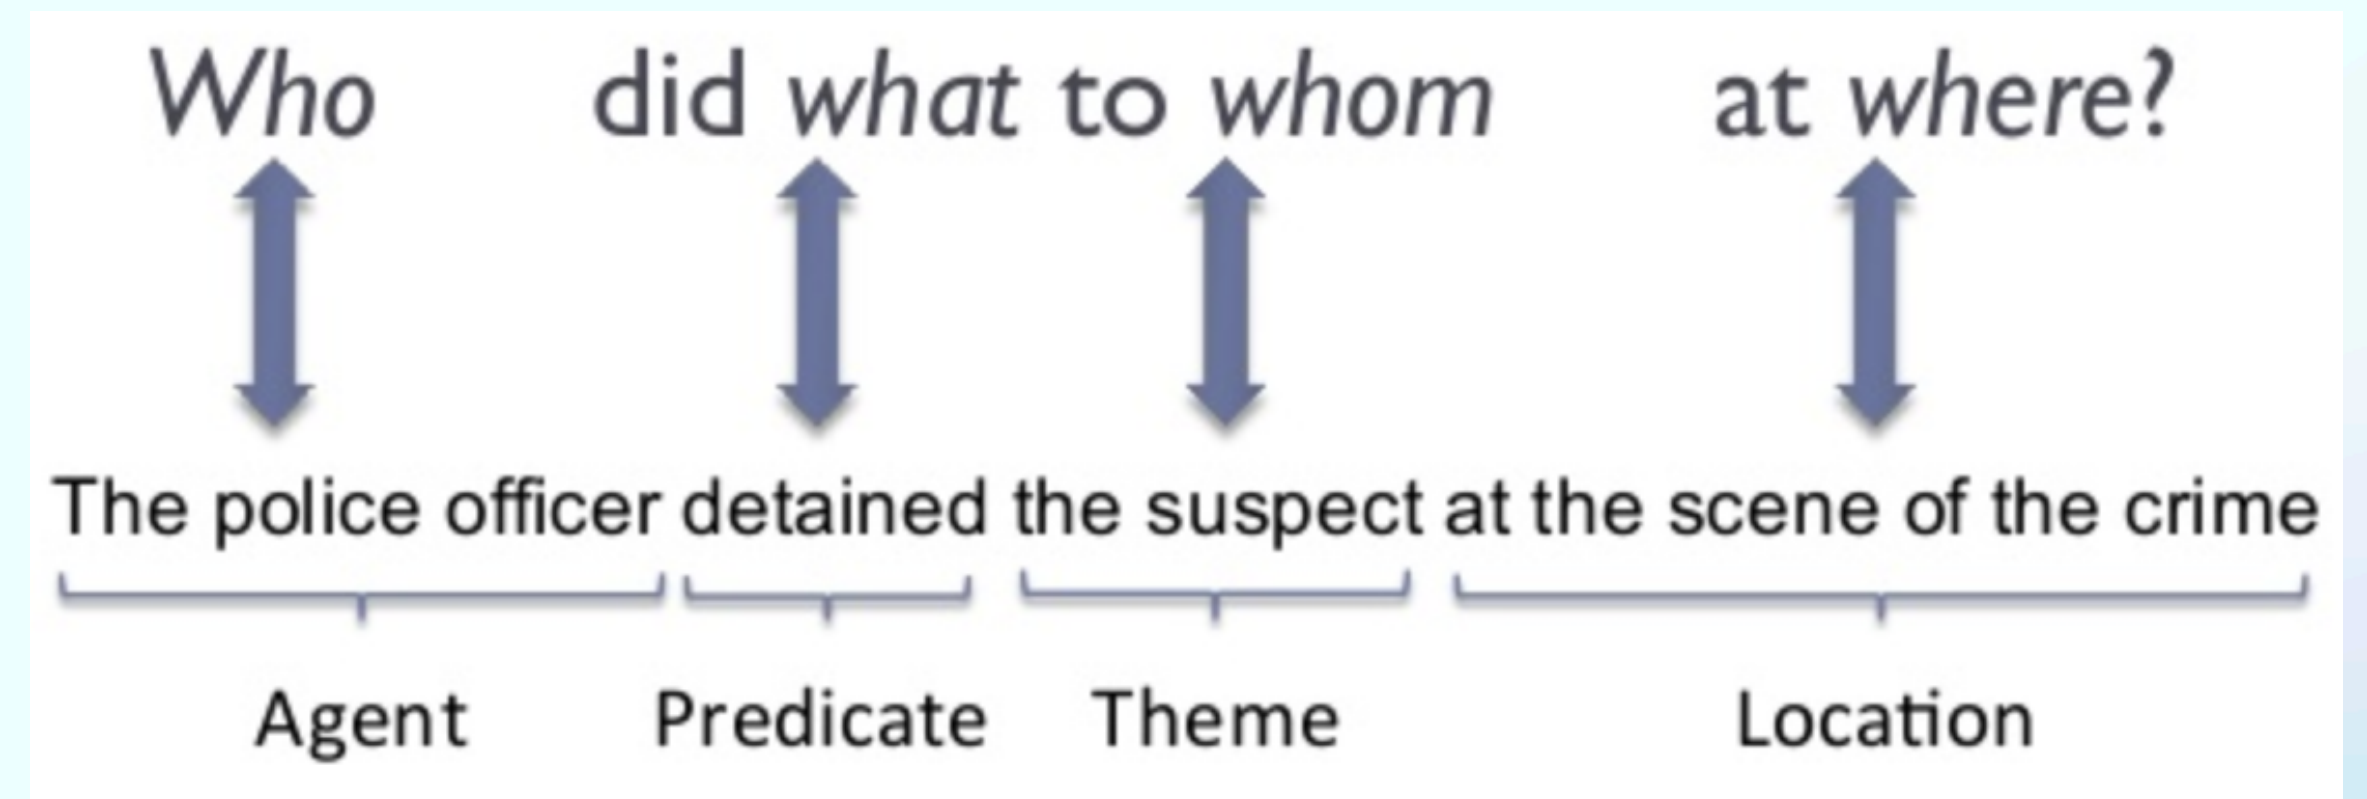 Who did what to whom at where?
The police officer detained the suspect at the scene of the crime
Agent Predicate Theme Location